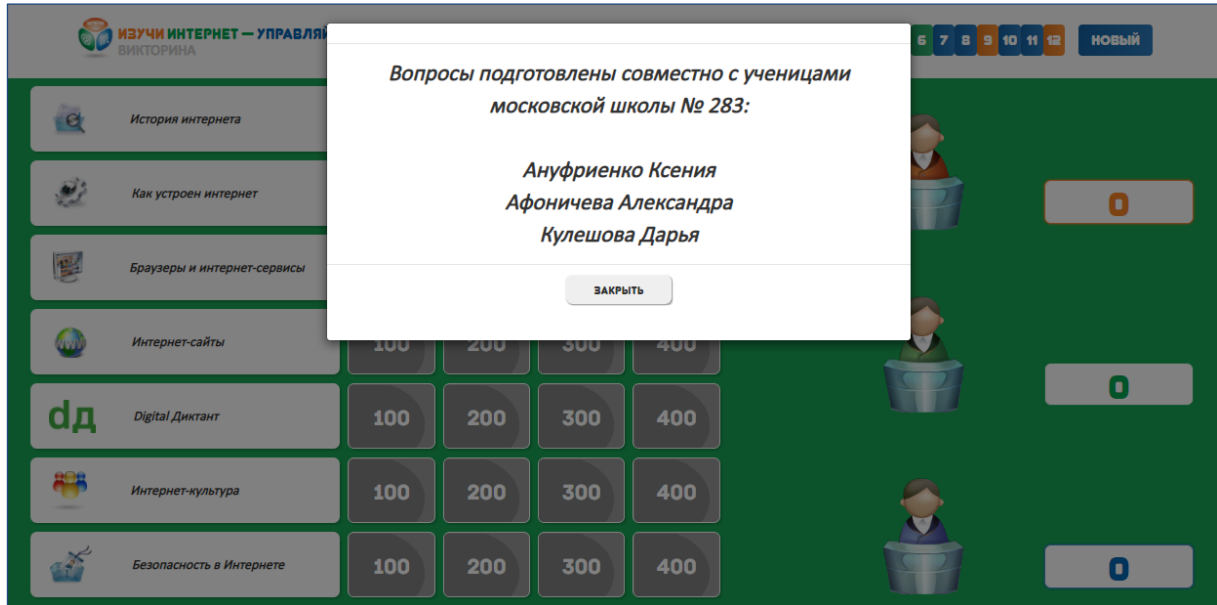 ИЗУЧИ ИНТЕРНЕТ — УПРАВЛЯЙ
ВИКТОРИНА
6 7 8 9 10 11 12 НОВЫЙ
Вопросы подготовлены совместно с ученицами
московской школы № 283:
Ануфриенко Ксения
Афоничева Александра
Кулешова Дарья
ЗАКРЫТЬ
История интернета
Как устроен интернет
0
Браузеры и интернет-сервисы
Интернет-сайты 100 200 300 400
0
dд Digital Диктант 100 200 300 400
Интернет-культура 100 200 300 400
Безопасность в Интернете 100 200 300 400
0